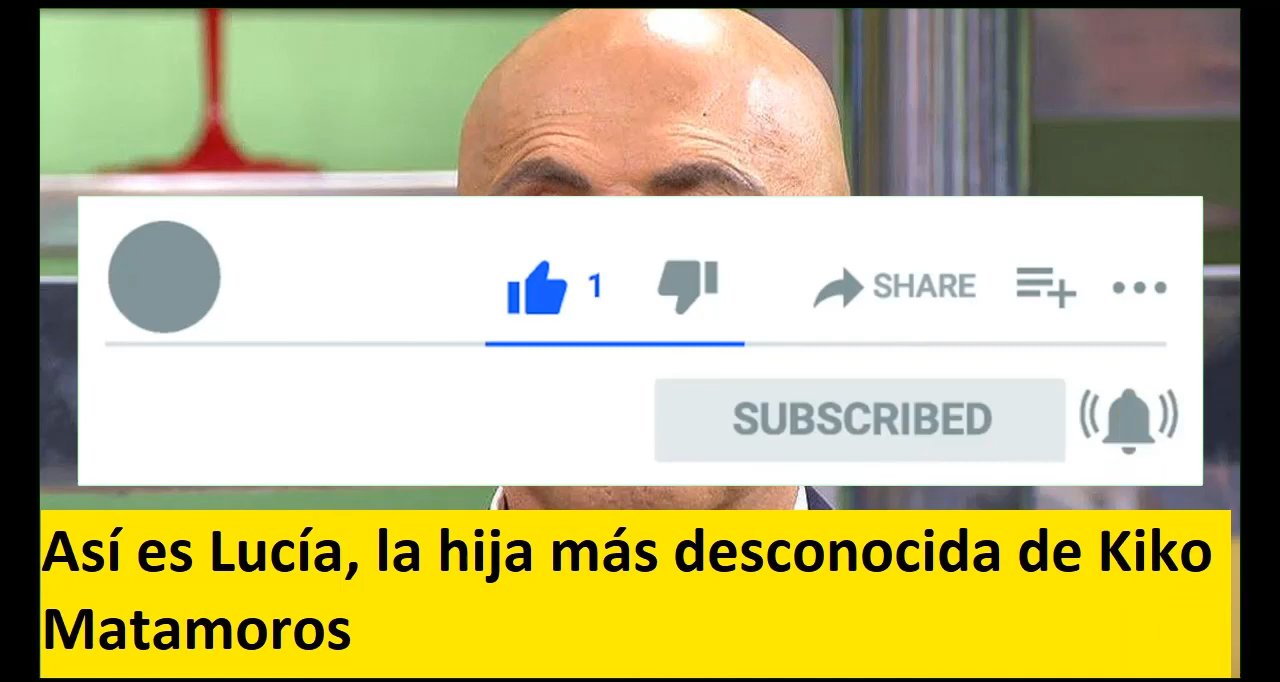 1
SHARE
SUBSCRIBED
Así es Lucía, la hija más desconocida de Kiko
Matamoros